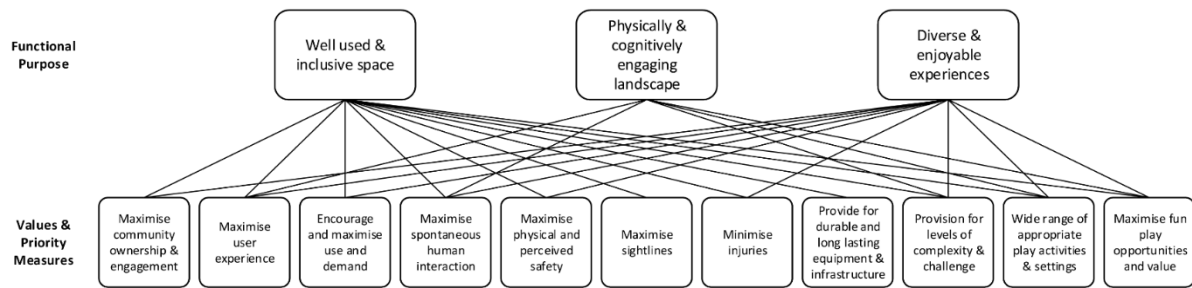 Functional
Purpose
Well used &
inclusive space
Physically &
cognitively
engaging
landscape
Diverse &
enjoyable
experiences
Values &
Priority
Measures
Maximise
community
ownership &
engagement
Maximise
user
experience
Encourage
and maximise
use and
demand
Maximise
spontaneous
human
interaction
Maximise
physical and
perceived
safety
Maximise
sightlines
Minimise
injuries
Provide for
durable and
long lasting
equipment &
infrastructure
Provision for
levels of
complexity &
challenge
Wide range of
appropriate
play activities
& settings
Maximise fun
play
opportunities
and value